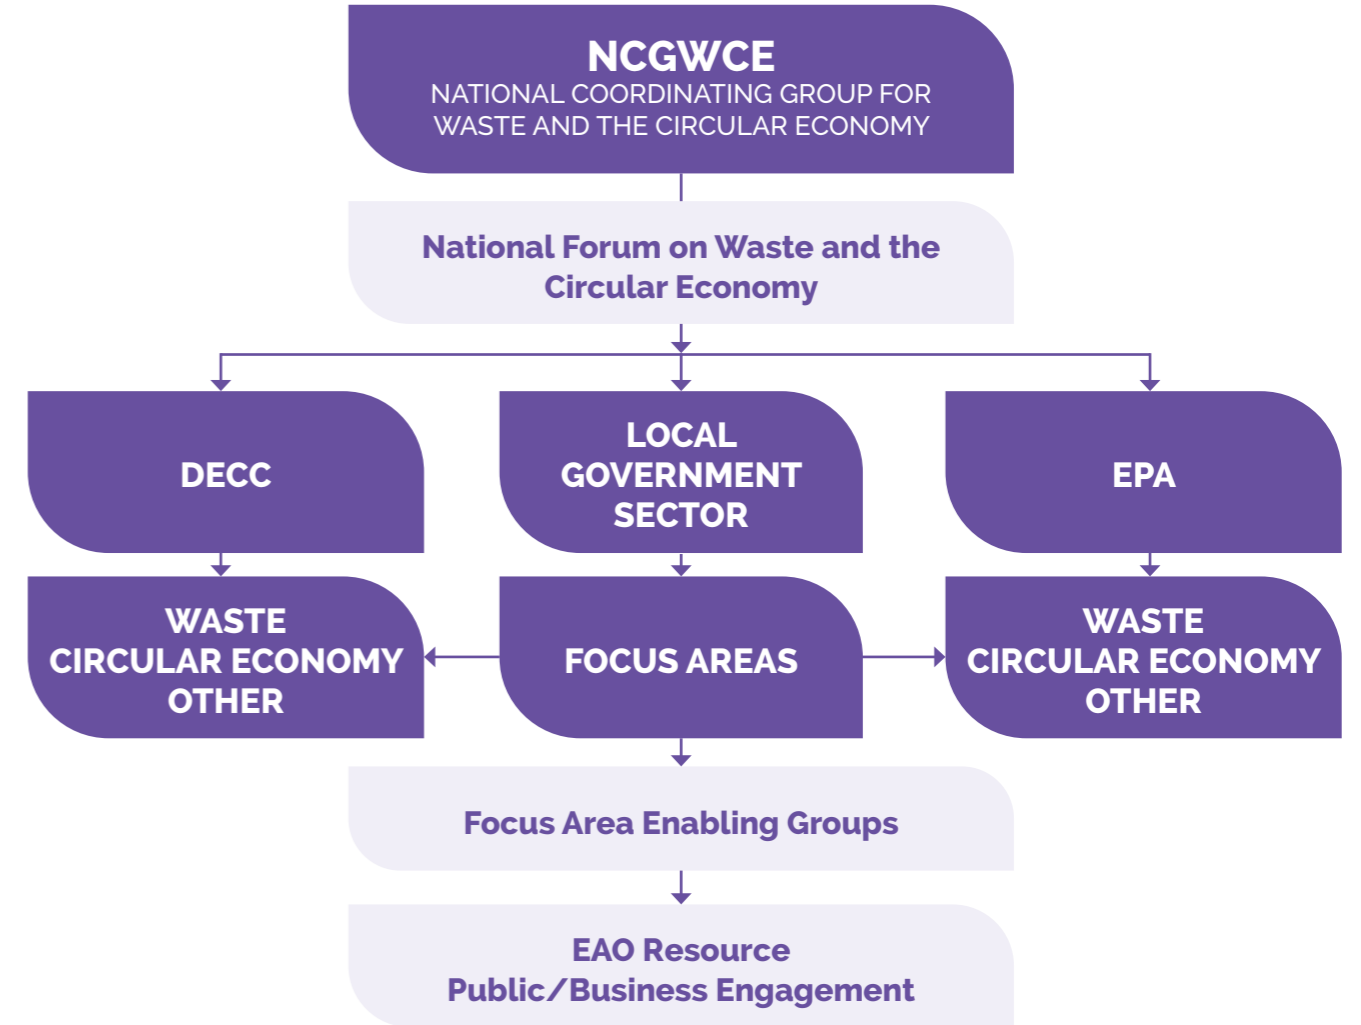 NCGWCE
NATIONAL COORDINATING GROUP FOR
WASTE AND THE CIRCULAR ECONOMY
National Forum on Waste and the
Circular Economy
DECC
LOCAL
GOVERNMENT
SECTOR
EPA
WASTE
CIRCULAR ECONOMY
OTHER
FOCUS AREAS
WASTE
CIRCULAR ECONOMY
OTHER
Focus Area Enabling Groups
EAO Resource
Public/Business Engagement